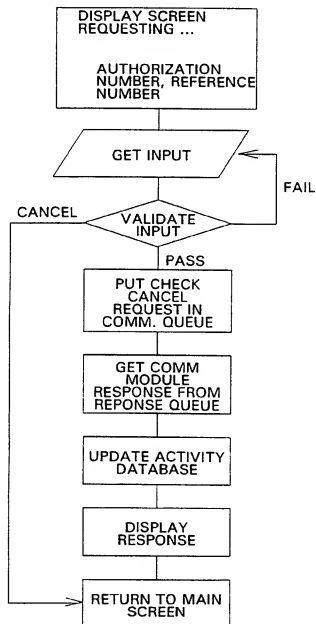 DISPLAY SCREEN
REQUESTING ...
AUTHORIZATION
NUMBER, REFERENCE
NUMBER
GET INPUT
FAIL
CANCEL
VALIDATE
INPUT
PASS
PUT CHECK
CANCEL
REQUEST IN
COMM. QUEUE
GET COMM
MODULE
RESPONSE FROM
REPONSE QUEUE
UPDATE ACTIVITY
DATABASE
DISPLAY
RESPONSE
RETURN TO MAIN
SCREEN